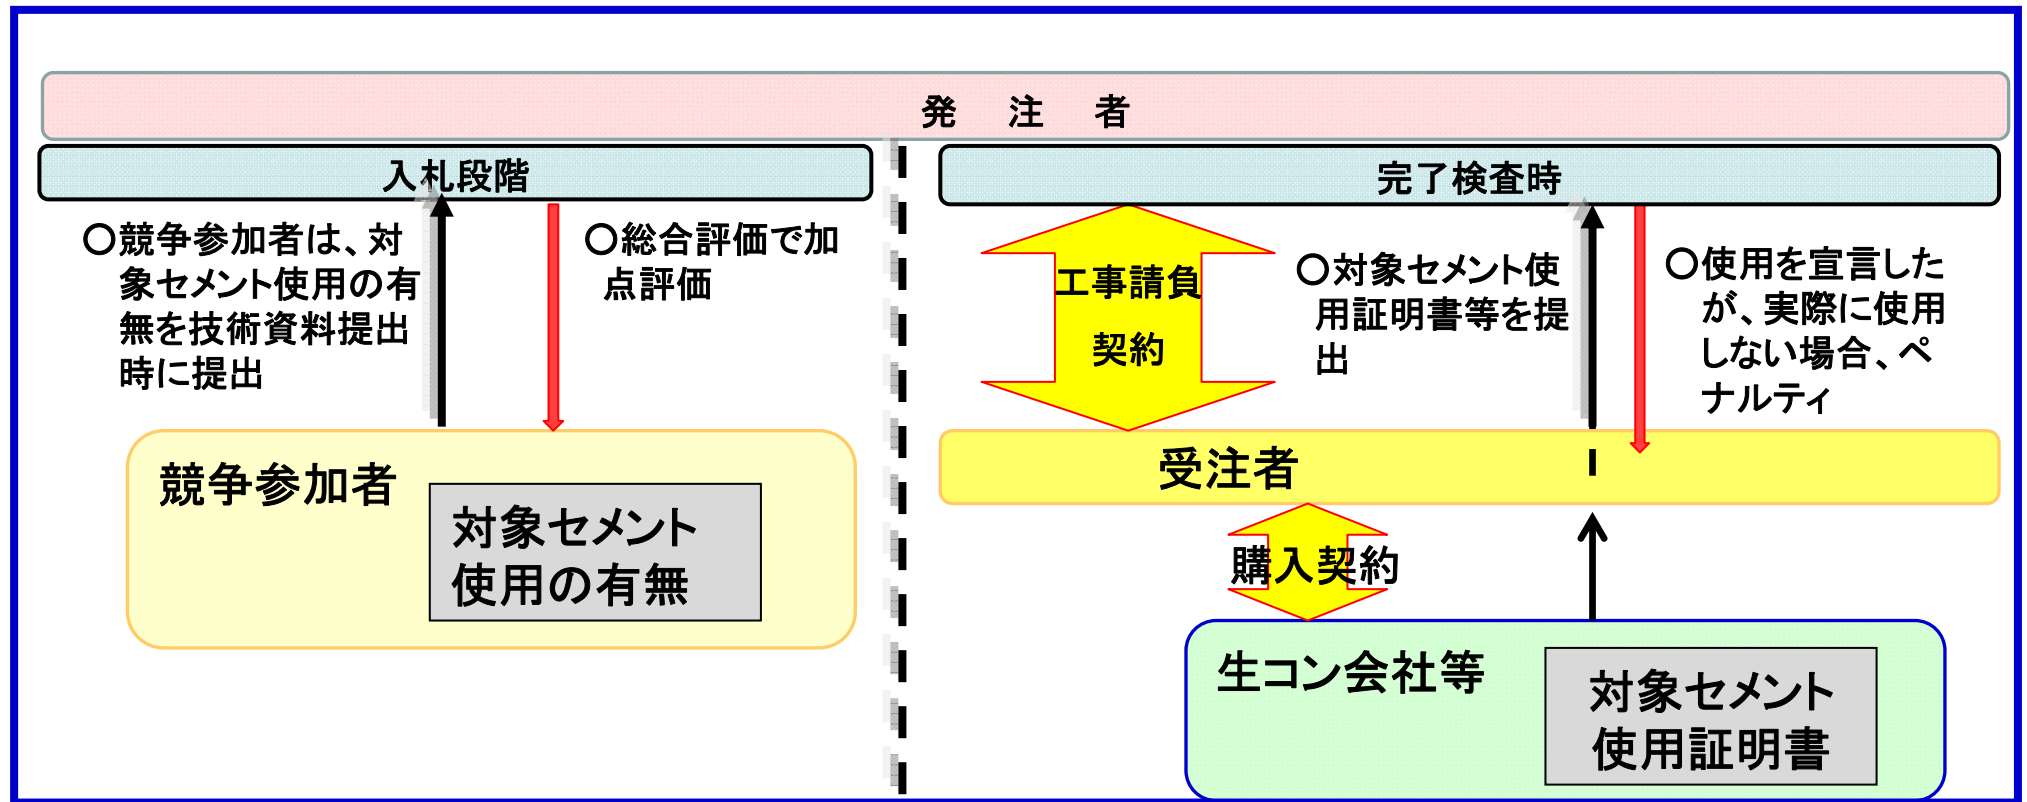 発注者
入札段階
〇競争参加者は、対
象セメント使用の有
無を技術資料提出
時に提出
〇総合評価で加
点評価
競争参加者
対象セメント
使用の有無
完了検査時
工事請負
契約
〇対象セメント使
用証明書等を提
出
〇使用を宣言した
が、実際に使用
しない場合、ペ
ナルティ
受注者
購入契約
生コン会社等
対象セメント
使用証明書